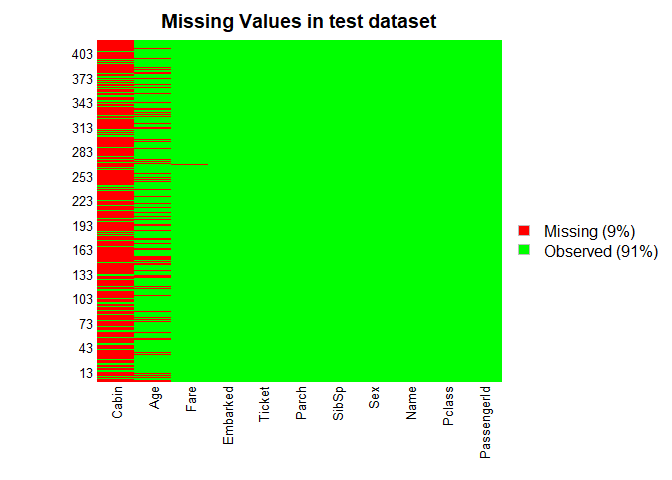 Missing Values in test dataset
403
373
343
313
283
253
223
193
163
133
103
73
43
13
Missing (9%)
Observed (91%)
Cabin
Age
Fare
Embarked
Ticket
Parch
SibSp
Sex
Name
Pclass
PassengerId